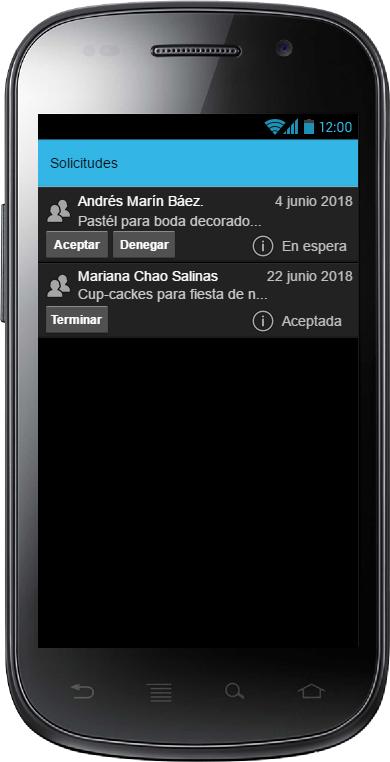 12:00
Solicitudes
Andrés Marín Báez. 4 junio 2018
Pastél para boda decorado...
Aceptar Denegar En espera
Mariana Chao Salinas 22 junio 2018
Cup-cackes para fiesta de n...
Terminar Aceptada